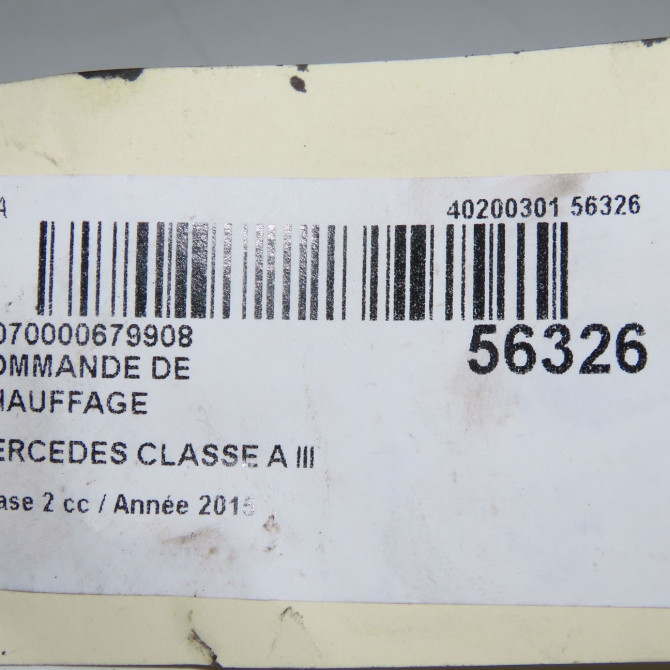 A
40200301 56326
070000679908
56326
OMMANDE DE
HAUFFAGE
ERCEDES CLASSE A III
ase 2 cc / Année 2015